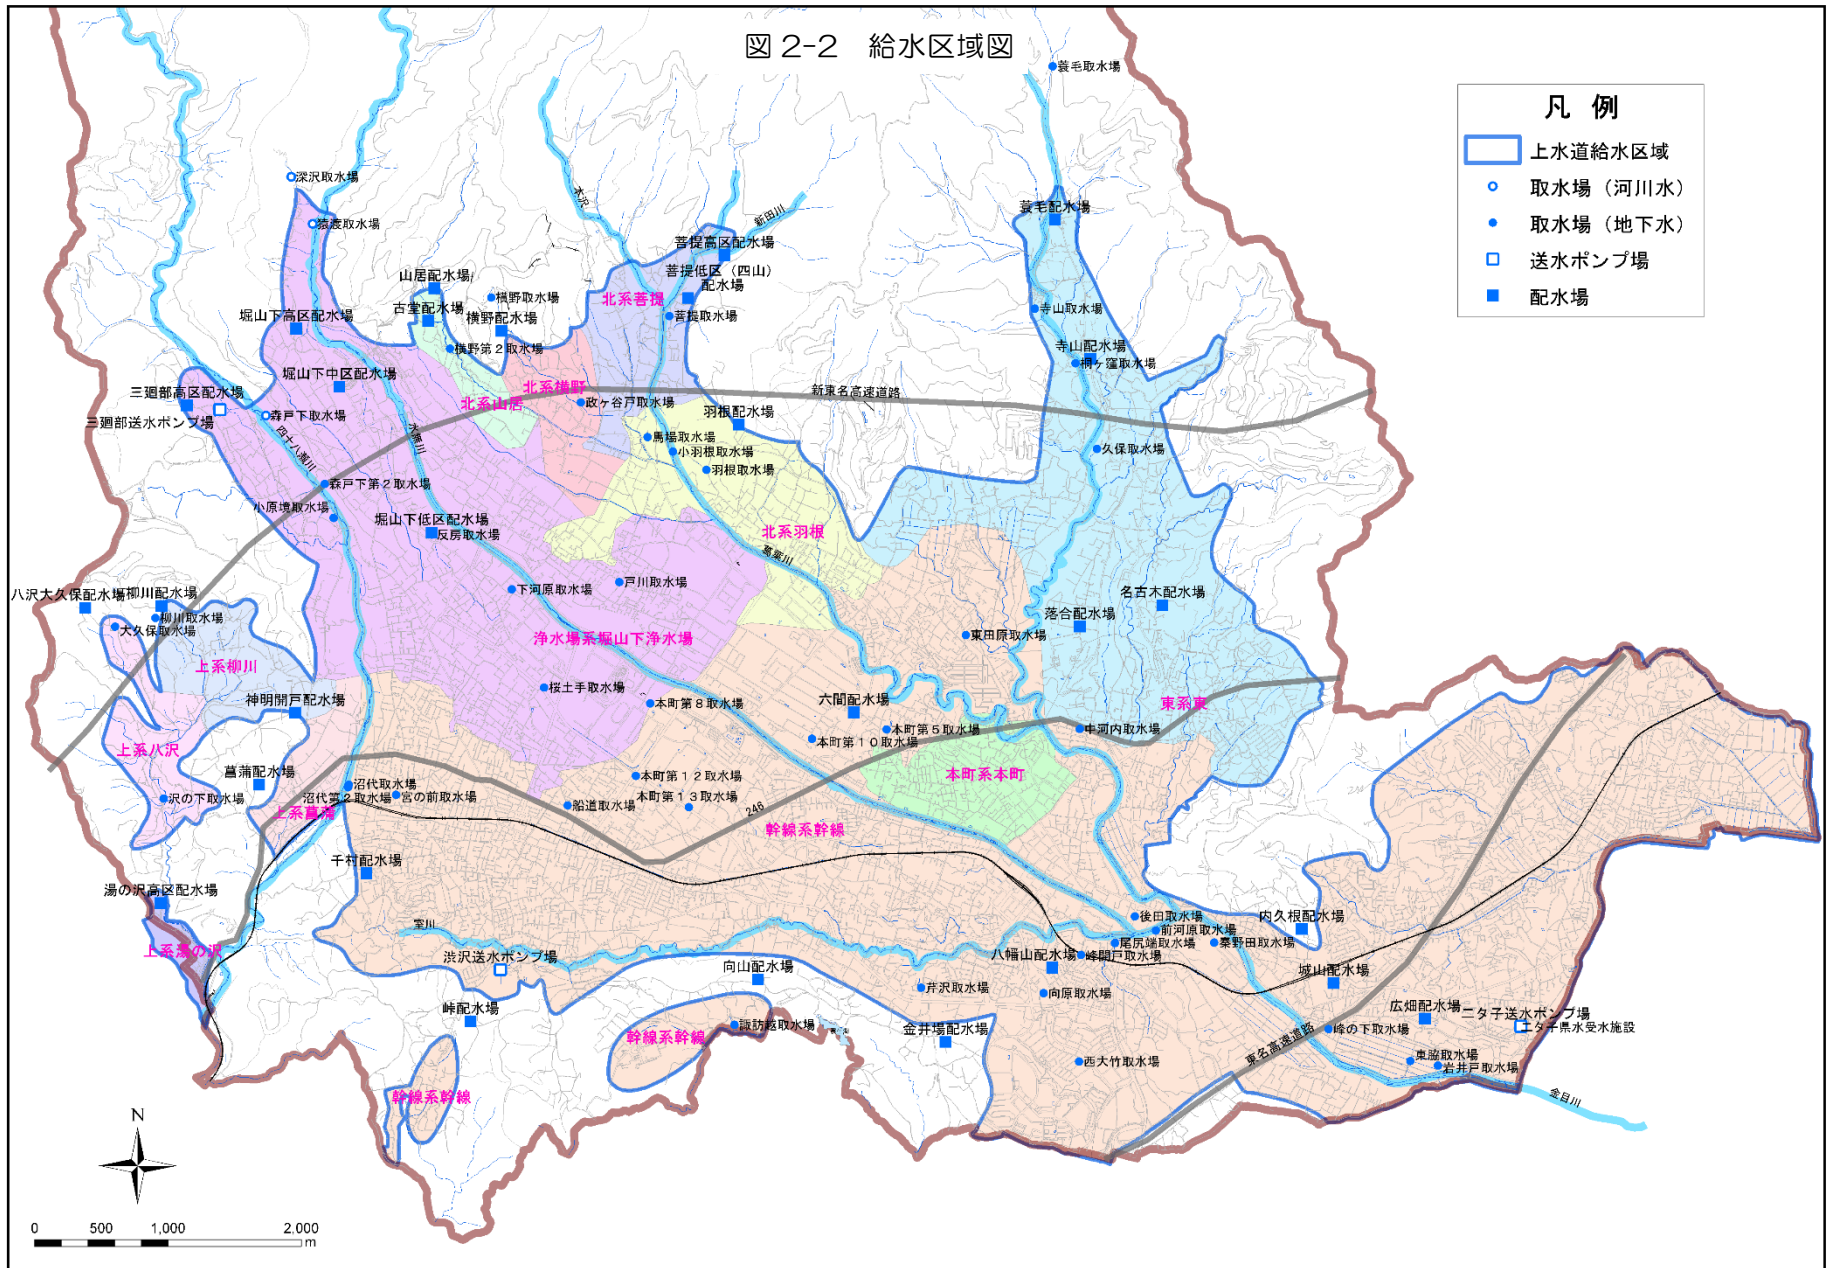 図 2-2　給水区域図
凡 例
上水道給水区域
取水場（河川水）
取水場（地下水）
送水ポンプ場
配水場
蓑毛取水場
深沢取水場
猿渡取水場
水沢
新田川
蓑毛配水場
菩提高区配水場
菩提低区（四山）
配水場
山居配水場
横野取水場
北系菩提
古堂配水場
横野配水場
菩提取水場
寺山取水場
堀山下高区配水場
横野第２取水場
寺山配水場
桐ヶ窪取水場
堀山下中区配水場
三廻部高区配水場
北系横野
北系山居
新東名高速道路
政ヶ谷戸取水場
羽根配水場
森戸下取水場
三廻部送水ポンプ場
四十八瀬川
水無川
馬場取水場
小羽根取水場
羽根取水場
久保取水場
森戸下第２取水場
小原境取水場
堀山下低区配水場
反房取水場
北系羽根
葛葉川
戸川取水場
下河原取水場
八沢大久保配水場
柳川配水場
柳川取水場
大久保取水場
名古木配水場
落合配水場
東田原取水場
浄水場系堀山下浄水場
上系柳川
桜土手取水場
神明開戸配水場
本町第８取水場
六間配水場
東系東
本町第５取水場
中河内取水場
本町第１０取水場
上系八沢
菖蒲配水場
本町第１２取水場
本町系本町
沼代取水場
沼代第２取水場
宮の前取水場
沢の下取水場
船道取水場
本町第１３取水場
246
上系菖蒲
幹線系幹線
千村配水場
湯の沢高区配水場
後田取水場
内久根配水場
室川
前河原取水場
尾尻端取水場
秦野田取水場
上系湯の沢
渋沢送水ポンプ場
峰開戸取水場
向山配水場
八幡山配水場
城山配水場
芹沢取水場
向原取水場
峠配水場
広畑配水場
二タ子送水ポンプ場
二タ子県水受水施設
幹線系幹線
諏訪越取水場
金井場配水場
峰の下取水場
東名高速道路
西大竹取水場
東脇取水場
岩井戸取水場
幹線系幹線
金目川
N
0 500 1,000 2,000
m